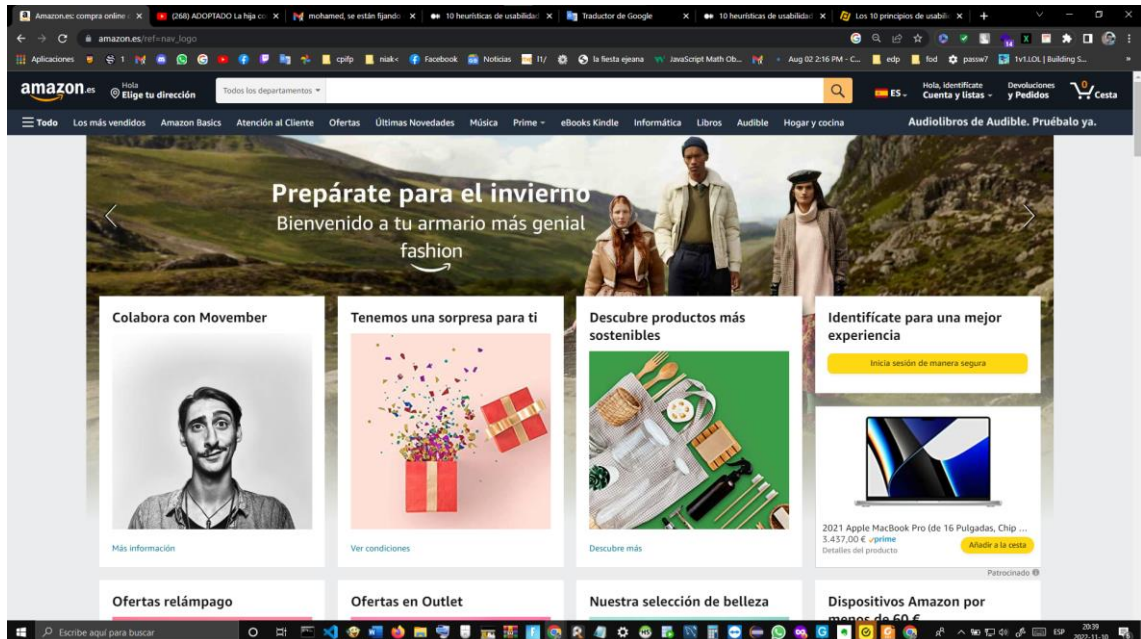 Amazon.es: compra online
(268) ADOPTADO La hija co
mohamed, se están fijando
10 heurísticas de usabilidad
Traductor de Google
10 heurísticas de usabilidad
Los 10 principios de usabili
amazon.es/ref=nav_logo
Aplicaciones
1
cpifp
niak<
Facebook
Noticias
11/
la fiesta ejeana
JavaScript Math Ob...
Aug 02 2:16 PM - C...
edp
fod
passw7
1v1.LOL | Building S...
amazon.es
Hola
Elige tu dirección
Todos los departamentos
ES
Hola, identifícate
Cuenta y listas
Devoluciones
y Pedidos
0
Cesta
Todo
Los más vendidos
Amazon Basics
Atención al Cliente
Ofertas
Últimas Novedades
Música
Prime
eBooks Kindle
Informática
Libros
Audible
Hogar y cocina
Audiolibros de Audible. Pruébalo ya.
Prepárate para el invierno
Bienvenido a tu armario más genial
fashion
Colabora con Movember
Más información
Tenemos una sorpresa para ti
Ver condiciones
Descubre productos más
sostenibles
Descubre más
Identifícate para una mejor
experiencia
Inicia sesión de manera segura
2021 Apple MacBook Pro (de 16 Pulgadas, Chip ...
3.437,00 € prime
Detalles del producto
Añadir a la cesta
Patrocinado
Ofertas relámpago
Ofertas en Outlet
Nuestra selección de belleza
Dispositivos Amazon por
menos de 60 €
Escribe aquí para buscar
ESP
20:39
2022-11-10